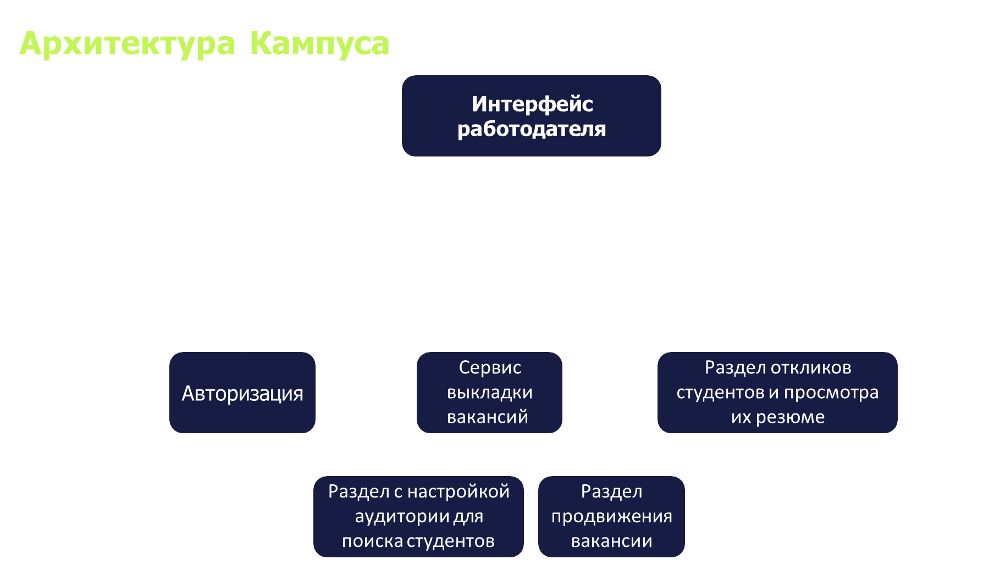 Архитектура Кампуса
Интерфейс
работодателя
Авторизация
Сервис
выкладки
вакансий
Раздел откликов
студентов и просмотра
их резюме
Раздел с настройкой
аудитории для
поиска студентов
Раздел
продвижения
вакансии